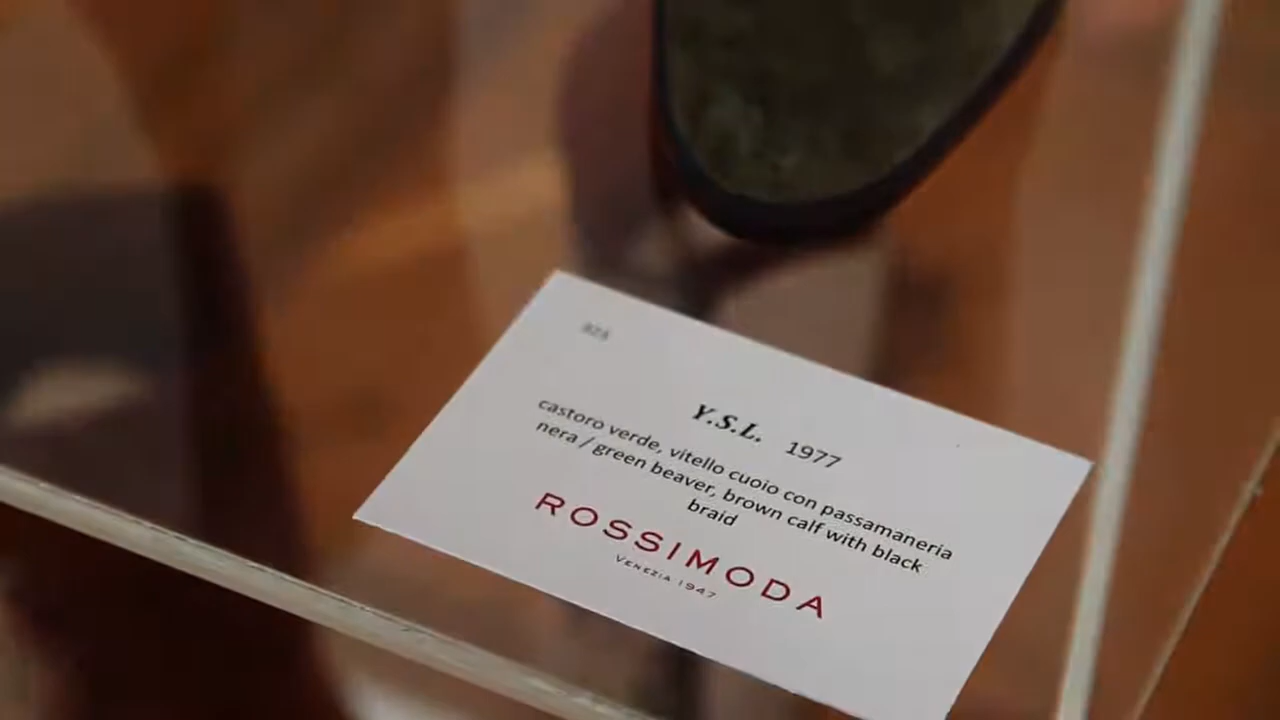 Y.S.L. 1977
castoro verde, vitello cuoio con passamaneria
nera / green beaver, brown calf with black
braid
ROSSIMODA
VENEZIA 1947